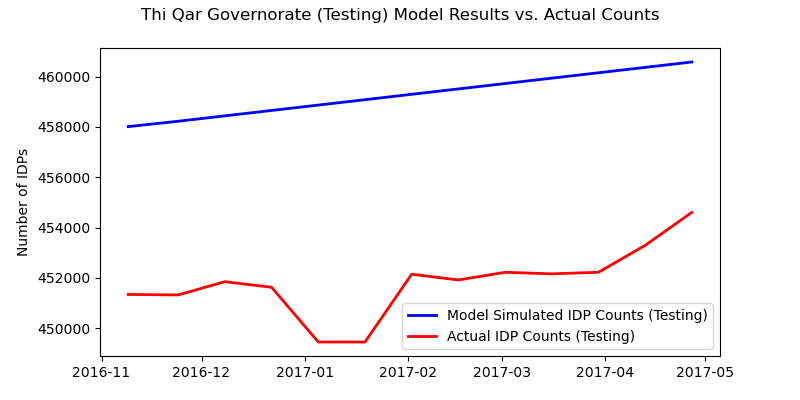 Thi Qar Governorate (Testing) Model Results vs. Actual Counts
460000
458000
456000
454000
452000
450000
Number of IDPs
Model Simulated IDP Counts (Testing)
Actual IDP Counts (Testing)
2016-11 2016-12 2017-01 2017-02 2017-03 2017-04 2017-05